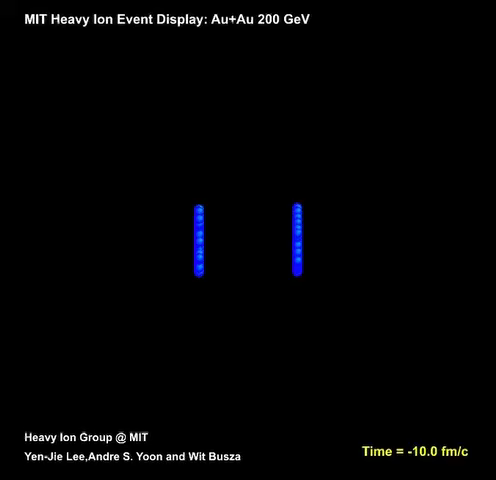 MIT Heavy Ion Event Display: Au+Au 200 GeV
Heavy Ion Group @ MIT
Yen-Jie Lee,Andre S. Yoon and Wit Busza
Time = -10.0 fm/c